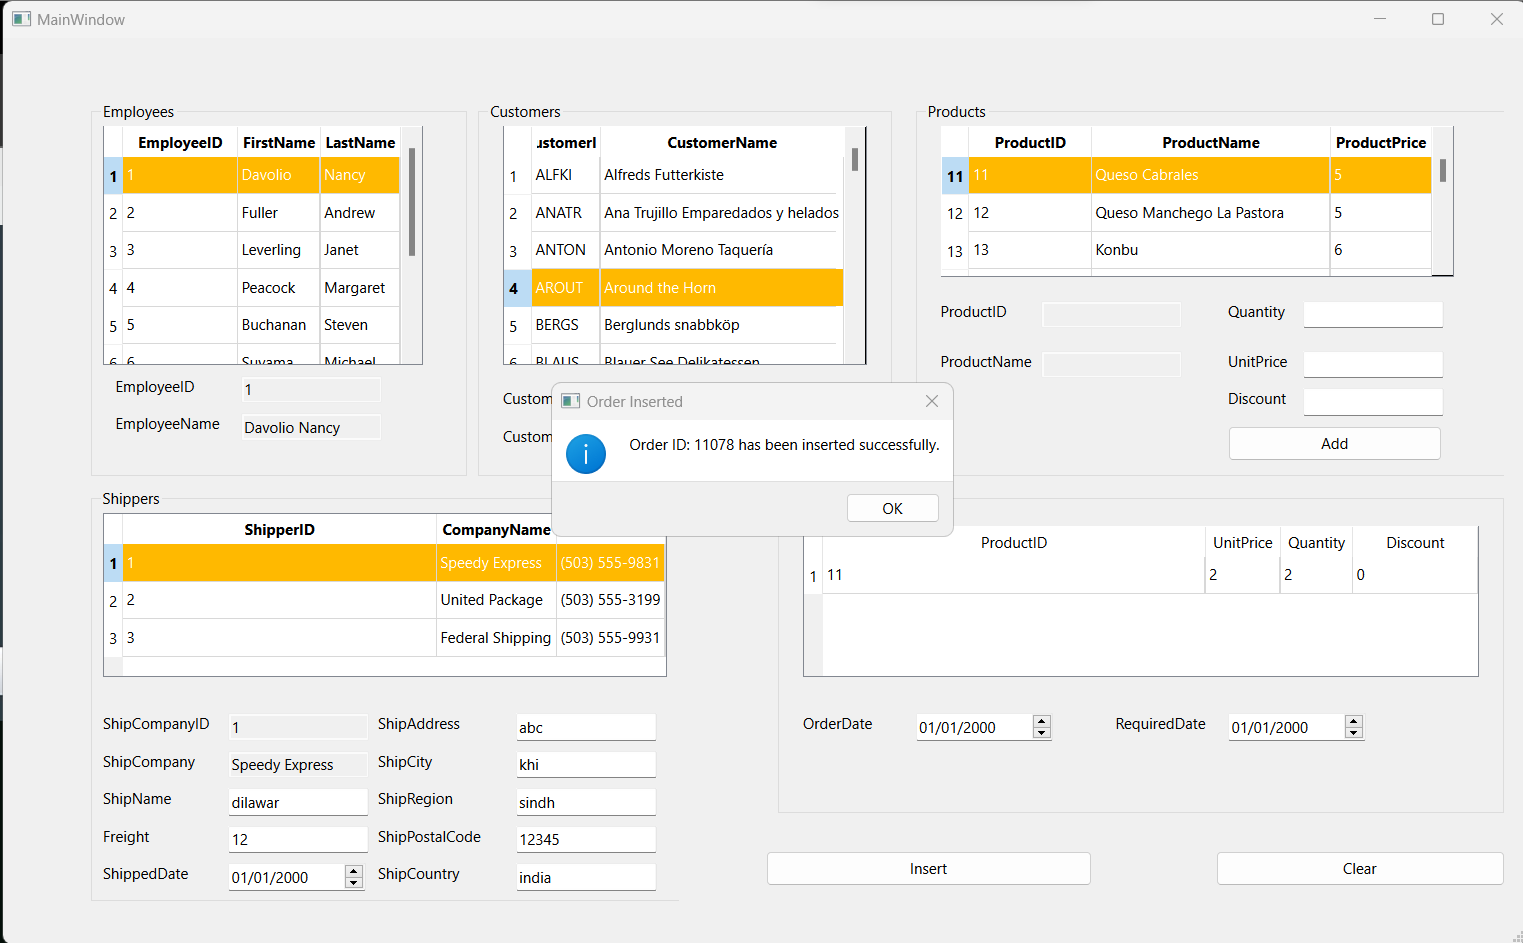 MainWindow
Employees
EmployeeID FirstName LastName
1 1 Davolio Nancy
2 2 Fuller Andrew
3 3 Leverling Janet
4 4 Peacock Margaret
5 5 Buchanan Steven
6 6 Suyama Michael
EmployeeID 1
EmployeeName Davolio Nancy
Customers
ustomerI CustomerName
1 ALFKI Alfreds Futterkiste
2 ANATR Ana Trujillo Emparedados y helados
3 ANTON Antonio Moreno Taquería
4 AROUT Around the Horn
5 BERGS Berglunds snabbköp
6 BLAUS Blauer See Delikatessen
Custom
Custom
Products
ProductID ProductName ProductPrice
11 11 Queso Cabrales 5
12 12 Queso Manchego La Pastora 5
13 13 Konbu 6
ProductID Quantity
ProductName UnitPrice
Discount
Add
Order Inserted
Order ID: 11078 has been inserted successfully.
OK
Shippers
ShipperID CompanyName
1 1 Speedy Express (503) 555-9831
2 2 United Package (503) 555-3199
3 3 Federal Shipping (503) 555-9931
ShipCompanyID 1 ShipAddress abc
ShipCompany Speedy Express ShipCity khi
ShipName dilawar ShipRegion sindh
Freight 12 ShipPostalCode 12345
ShippedDate 01/01/2000 ShipCountry india
ProductID UnitPrice Quantity Discount
1 11 2 2 0
OrderDate 01/01/2000 RequiredDate 01/01/2000
Insert Clear